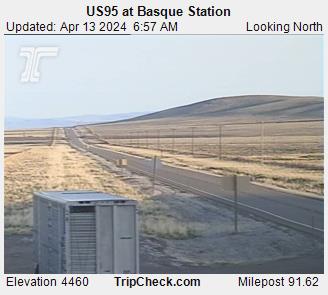 US95 at Basque Station
Updated: Apr 13 2024 6:57 AM Looking North
Elevation 4460 TripCheck.com Milepost 91.62